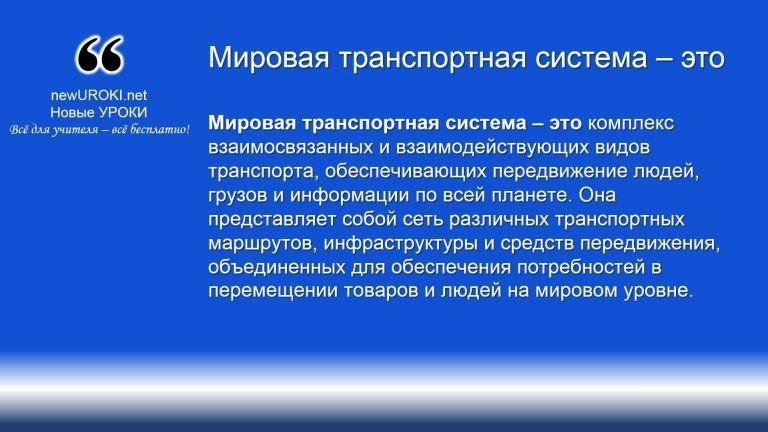 ❝
newUROKI.net
Новые УРОКИ
Всё для учителя – всё бесплатно!
Мировая транспортная система – это
Мировая транспортная система – это комплекс
взаимосвязанных и взаимодействующих видов
транспорта, обеспечивающих передвижение людей,
грузов и информации по всей планете. Она
представляет собой сеть различных транспортных
маршрутов, инфраструктуры и средств передвижения,
объединенных для обеспечения потребностей в
перемещении товаров и людей на мировом уровне.